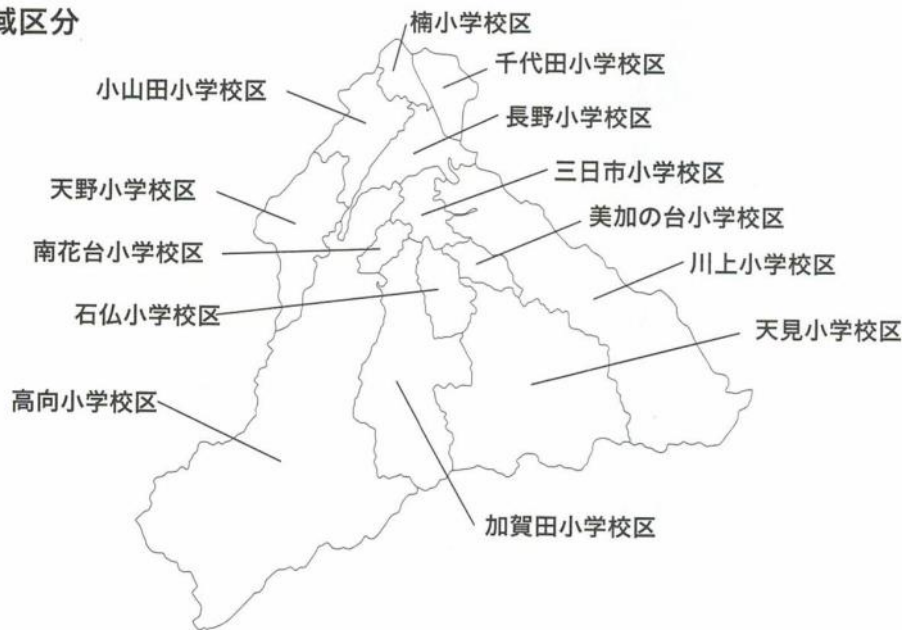 域区分
楠小学校区
千代田小学校区
小山田小学校区
長野小学校区
三日市小学校区
天野小学校区
美加の台小学校区
南花台小学校区
川上小学校区
石仏小学校区
天見小学校区
高向小学校区
加賀田小学校区